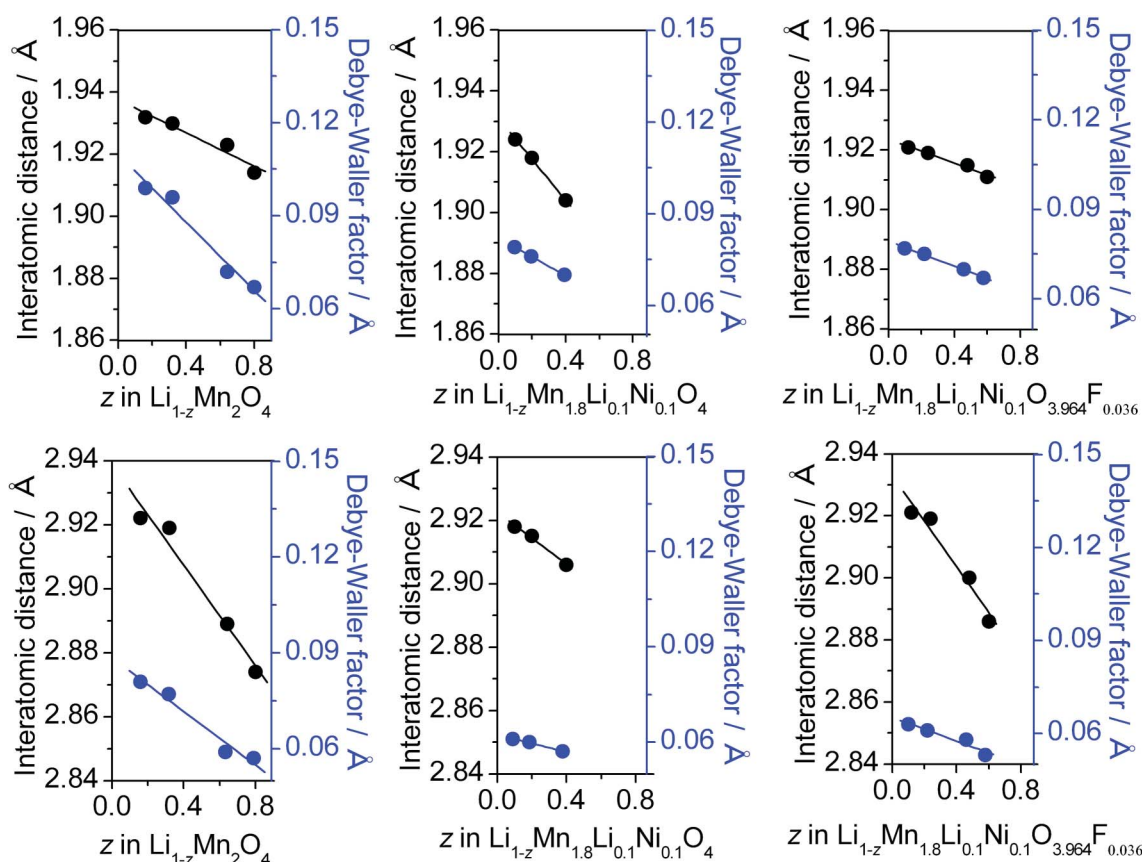 Interatomic distance / Å
1.96
1.94
1.92
1.90
1.88
1.86
0.0 0.4 0.8
z in Li1-zMn2O4
0.15
0.12
0.09
0.06
Debye-Waller factor / Å
Interatomic distance / Å
1.96
1.94
1.92
1.90
1.88
1.86
0.0 0.4 0.8
z in Li1-zMn1.8Li0.1Ni0.1O4
0.15
0.12
0.09
0.06
Debye-Waller factor / Å
Interatomic distance / Å
1.96
1.94
1.92
1.90
1.88
1.86
0.0 0.4 0.8
z in Li1-zMn1.8Li0.1Ni0.1O3.964F0.036
0.15
0.12
0.09
0.06
Debye-Waller factor / Å
Interatomic distance / Å
2.94
2.92
2.90
2.88
2.86
2.84
0.0 0.4 0.8
z in Li1-zMn2O4
0.15
0.12
0.09
0.06
Debye-Waller factor / Å
Interatomic distance / Å
2.94
2.92
2.90
2.88
2.86
2.84
0.0 0.4 0.8
z in Li1-zMn1.8Li0.1Ni0.1O4
0.15
0.12
0.09
0.06
Debye-Waller factor / Å
Interatomic distance / Å
2.94
2.92
2.90
2.88
2.86
2.84
0.0 0.4 0.8
z in Li1-zMn1.8Li0.1Ni0.1O3.964F0.036
0.15
0.12
0.09
0.06
Debye-Waller factor / Å